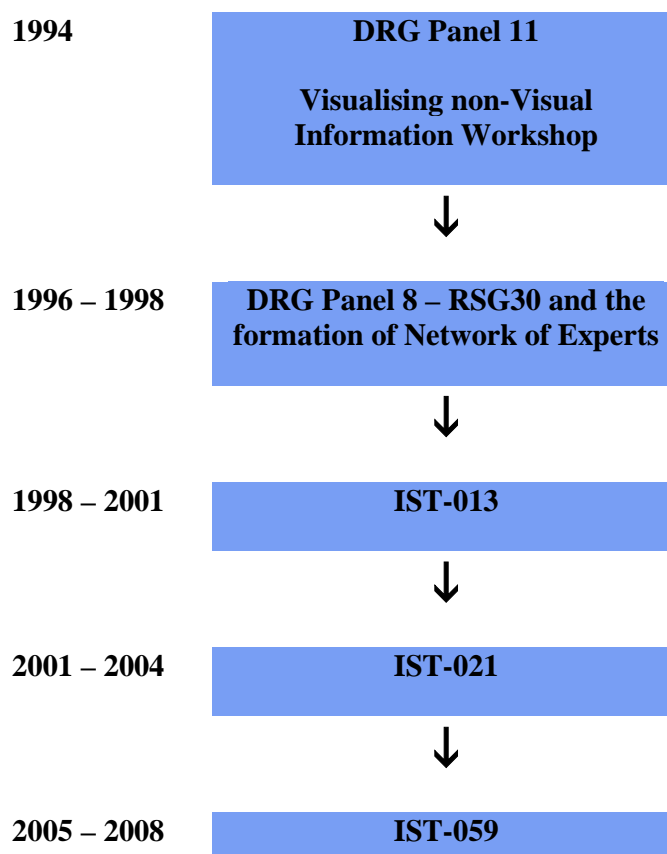 1994
DRG Panel 11
Visualising non-Visual
Information Workshop
1996 – 1998
DRG Panel 8 – RSG30 and the
formation of Network of Experts
1998 – 2001
IST-013
2001 – 2004
IST-021
2005 – 2008
IST-059